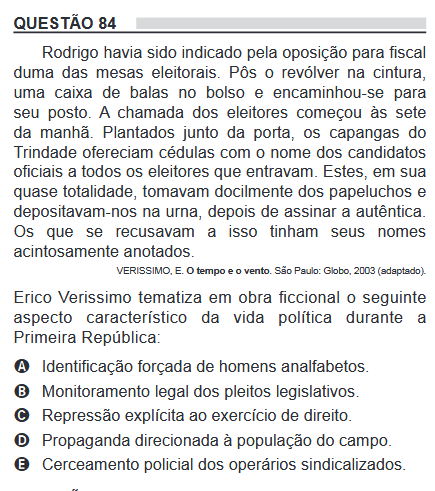 QUESTÃO 84
Rodrigo havia sido indicado pela oposição para fiscal
duma das mesas eleitorais. Pôs o revólver na cintura,
uma caixa de balas no bolso e encaminhou-se para
seu posto. A chamada dos eleitores começou às sete
da manhã. Plantados junto da porta, os capangas do
Trindade ofereciam cédulas com o nome dos candidatos
oficiais a todos os eleitores que entravam. Estes, em sua
quase totalidade, tomavam docilmente dos papeluchos e
depositavam-nos na urna, depois de assinar a autêntica.
Os que se recusavam a isso tinham seus nomes
acintosamente anotados.
VERISSIMO, E. O tempo e o vento. São Paulo: Globo, 2003 (adaptado).
Erico Verissimo tematiza em obra ficcional o seguinte
aspecto característico da vida política durante a
Primeira República:
A Identificação forçada de homens analfabetos.
B Monitoramento legal dos pleitos legislativos.
C Repressão explícita ao exercício de direito.
D Propaganda direcionada à população do campo.
E Cerceamento policial dos operários sindicalizados.